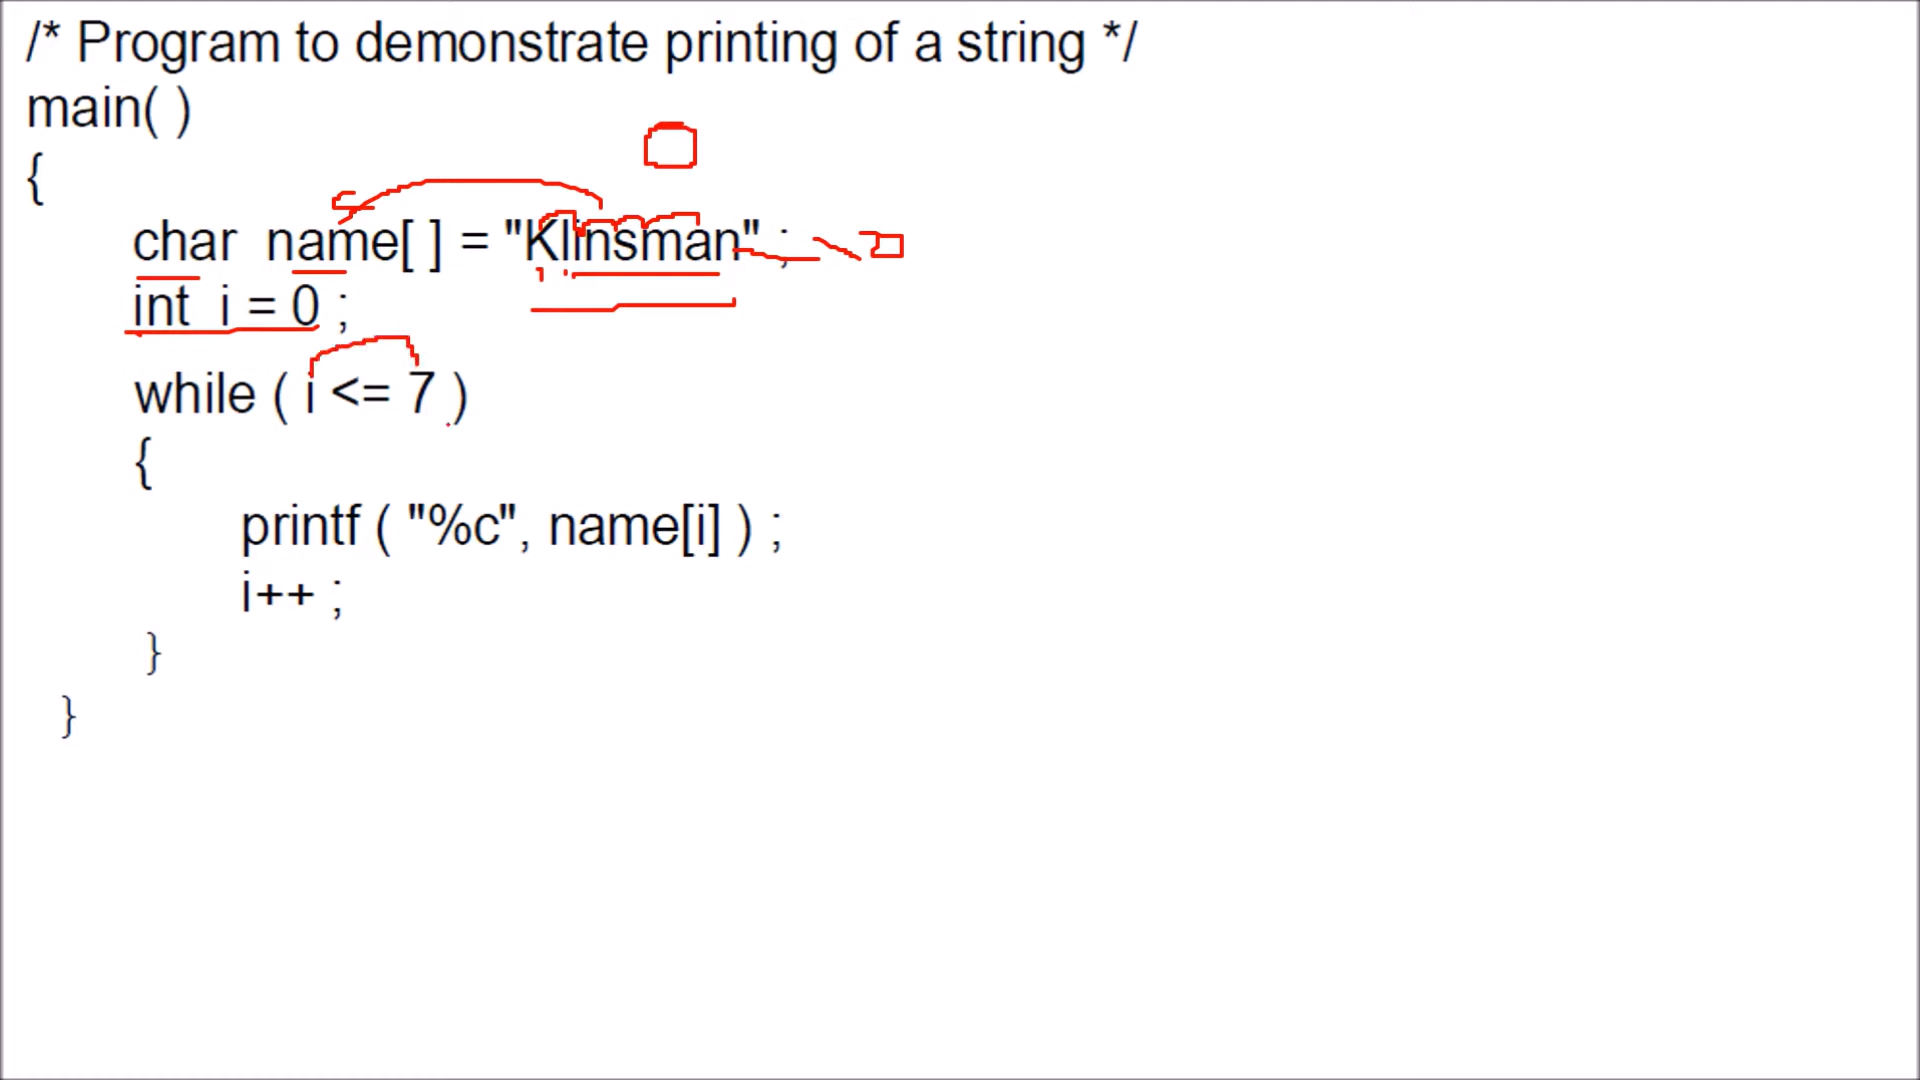 /* Program to demonstrate printing of a string */
main( )
{
char name[ ] = "Klinsman" ;
int i = 0 ;
while ( i <= 7 )
{
printf ( "%c", name[i] ) ;
i++ ;
}
}